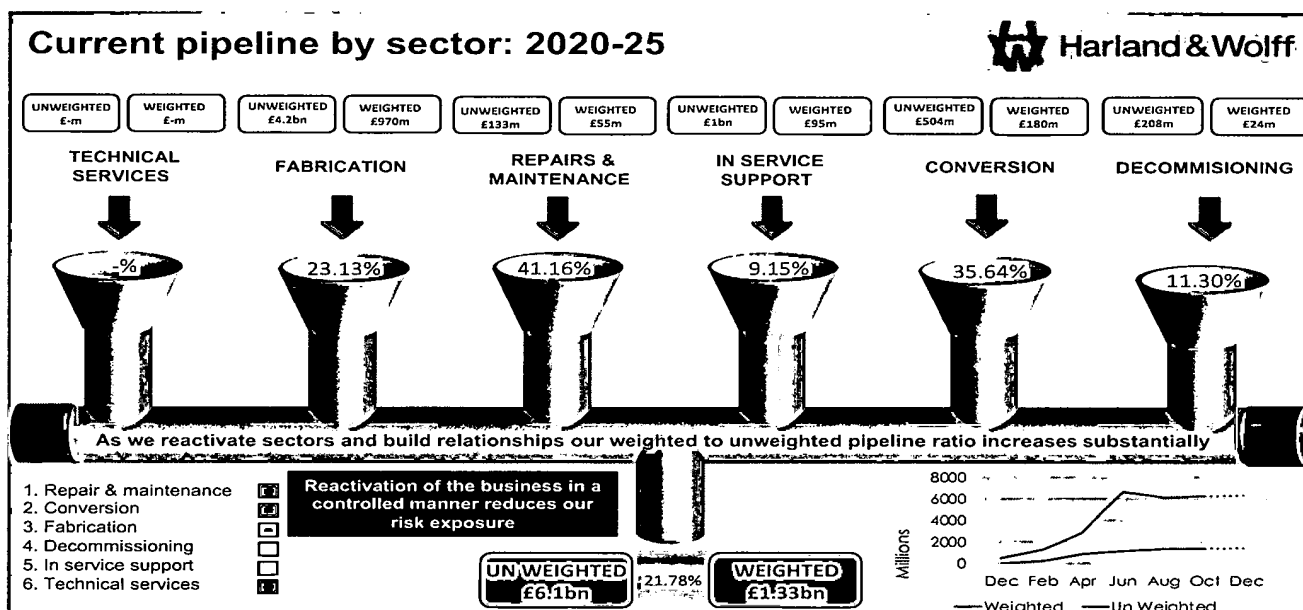 Current pipeline by sector: 2020-25
Harland & Wolff
UNWEIGHTED
£-m
WEIGHTED
£-m
UNWEIGHTED
£4.2bn
WEIGHTED
£970m
UNWEIGHTED
£133m
WEIGHTED
£55m
UNWEIGHTED
£1bn
WEIGHTED
£95m
UNWEIGHTED
£504m
WEIGHTED
£180m
UNWEIGHTED
£208m
WEIGHTED
£24m
TECHNICAL
SERVICES
FABRICATION
REPAIRS &
MAINTENANCE
IN SERVICE
SUPPORT
CONVERSION
DECOMMISIONING
-%
23.13%
41.16%
9.15%
35.64%
11.30%
As we reactivate sectors and build relationships our weighted to unweighted pipeline ratio increases substantially
1. Repair & maintenance
2. Conversion
3. Fabrication
4. Decommissioning
5. In service support
6. Technical services
Reactivation of the business in a
controlled manner reduces our
risk exposure
UN WEIGHTED
£6.1bn
21.78%
WEIGHTED
£1.33bn
Millions
8000
6000
4000
2000
0
Dec Feb Apr Jun Aug Oct Dec
Weighted Un Weighted